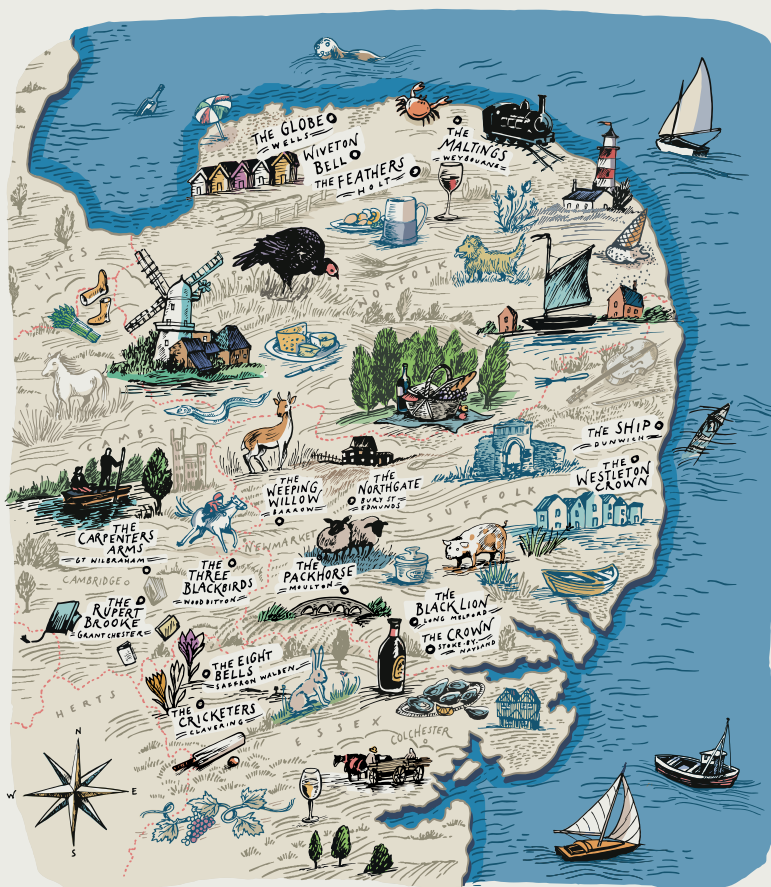 THE GLOBE
WELLS
WIVETON
BELL
THE FEATHERS
HOLT
THE
MALTINGS
WEYBOURNE
LINCS
NORFOLK
CAMBS
THE SHIP
DUNWICH
THE
WESTLETON
CROWN
THE
WEEPING
WILLOW
BARROW
THE
NORTHGATE
BURY ST
EDMUNDS
SUFFOLK
THE
CARPENTERS
ARMS
GT WILBRAHAM
NEWMARKET
CAMBRIDGE
THE
THREE
BLACKBIRDS
WOODDITTON
THE
PACKHORSE
MOULTON
THE
RUPERT
BROOKE
GRANTCHESTER
THE
BLACK LION
LONG MELFORD
THE CROWN
STOKE-BY-
NAYLAND
THE EIGHT
BELLS
SAFFRON WALDEN
THE
CRICKETERS
CLAVERING
HERTS
ESSEX
COLCHESTER
N
W
E
S